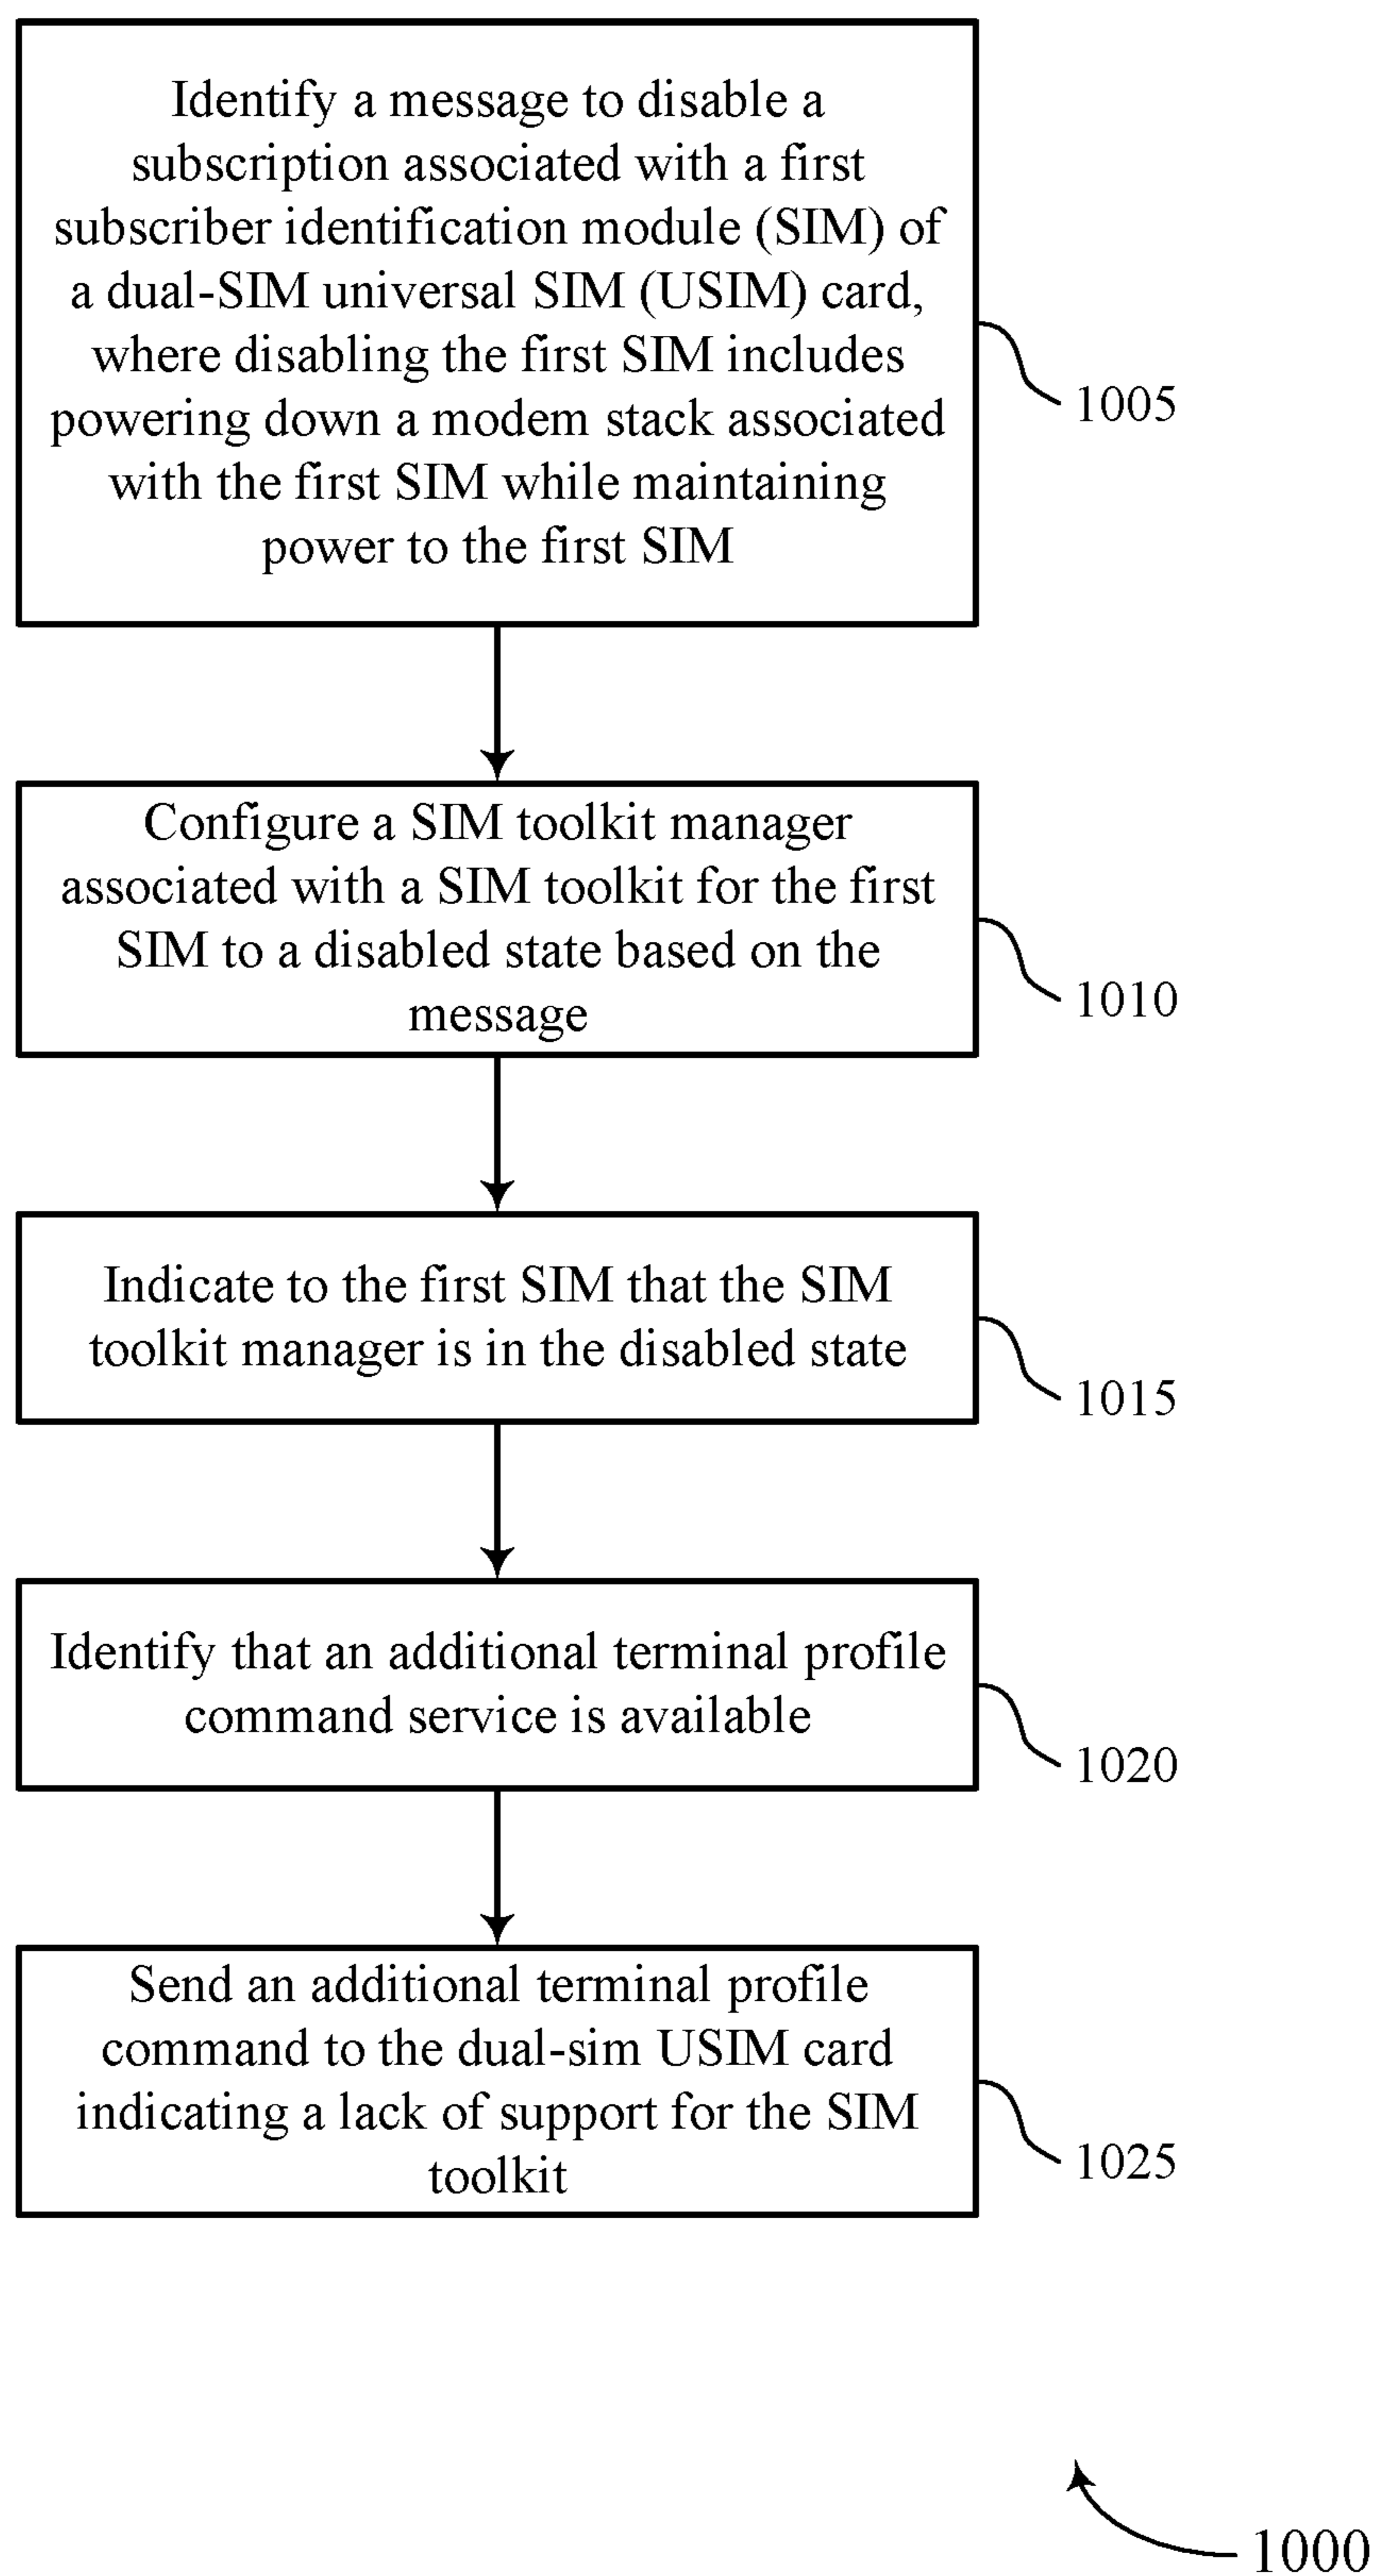 Identify a message to disable a
subscription associated with a first
subscriber identification module (SIM) of
a dual-SIM universal SIM (USIM) card,
where disabling the first SIM includes
powering down a modem stack associated
with the first SIM while maintaining
power to the first SIM
1005
Configure a SIM toolkit manager
associated with a SIM toolkit for the first
SIM to a disabled state based on the
message
1010
Indicate to the first SIM that the SIM
toolkit manager is in the disabled state
1015
Identify that an additional terminal profile
command service is available
1020
Send an additional terminal profile
command to the dual-sim USIM card
indicating a lack of support for the SIM
toolkit
1025
1000